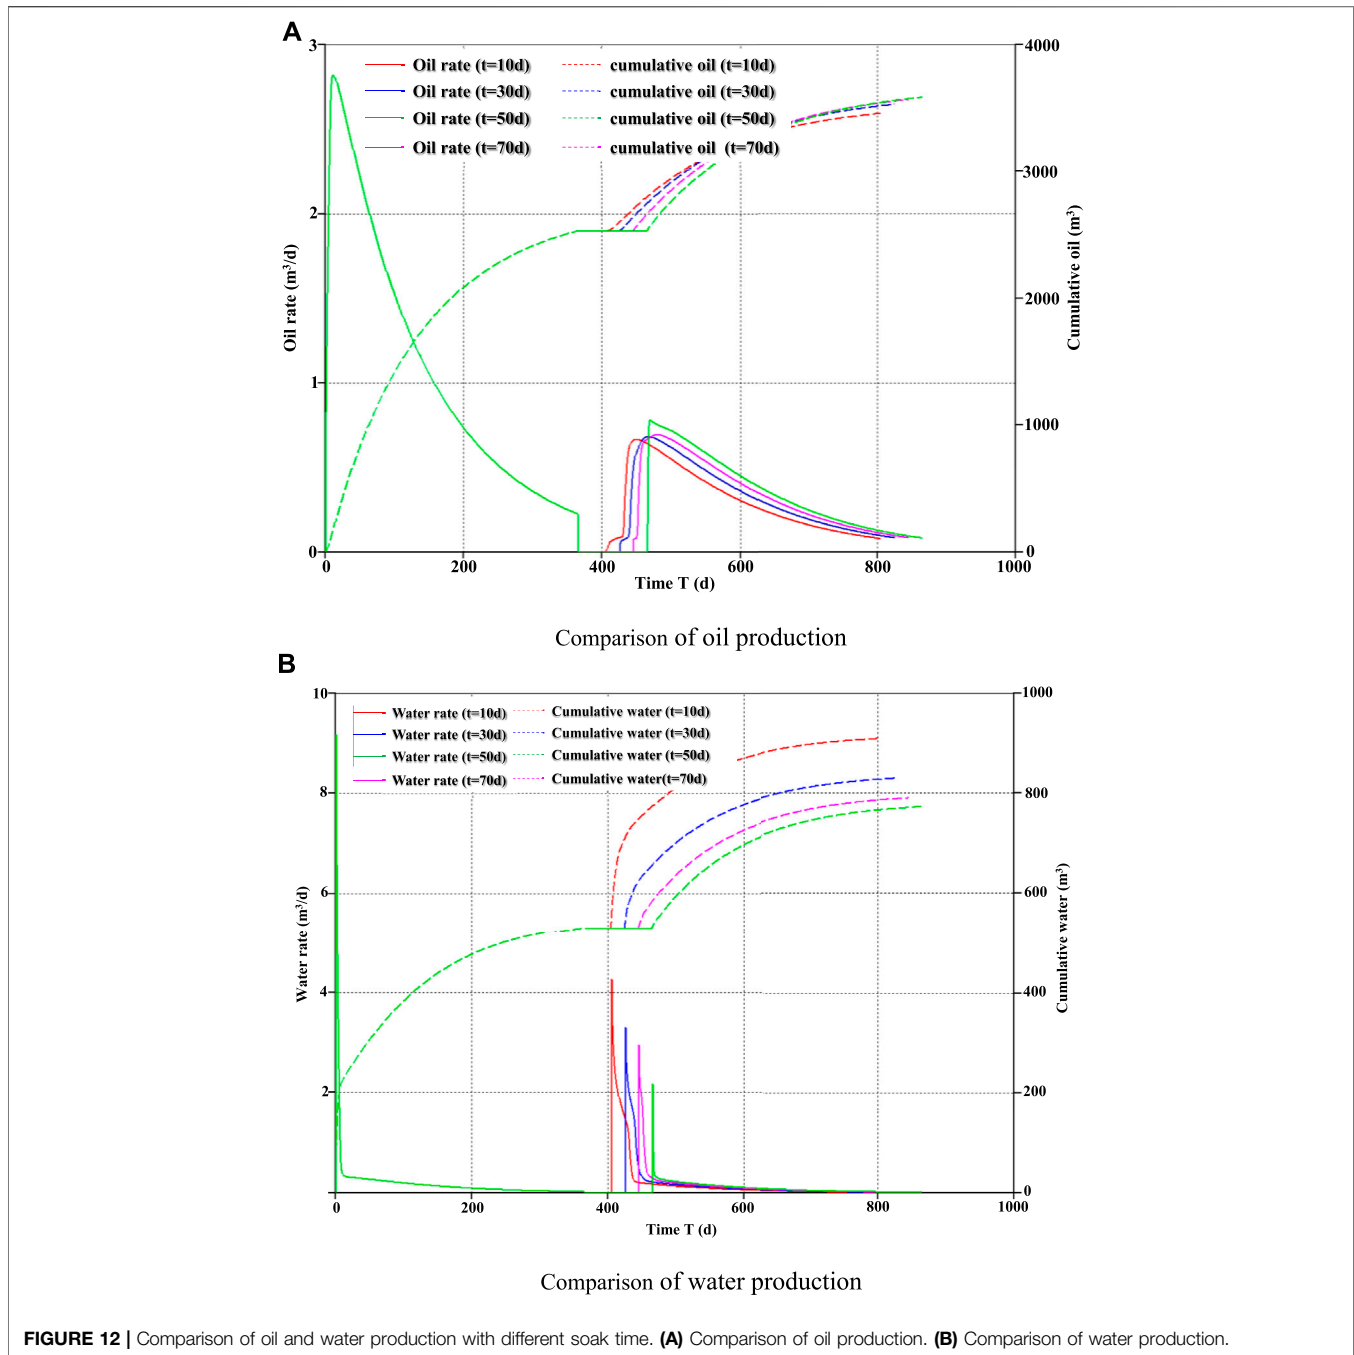 A
3
4000
Oil rate (t=10d) cumulative oil (t=10d)
Oil rate (t=30d) cumulative oil (t=30d)
Oil rate (t=50d) cumulative oil (t=50d)
Oil rate (t=70d) cumulative oil (t=70d)
3000
2
2000
1
1000
0
0
Oil rate (m³/d)
Cumulative oil (m³)
0 200 400 600 800 1000
Time T (d)
Comparison of oil production
B
10
1000
Water rate (t=10d) Cumulative water (t=10d)
Water rate (t=30d) Cumulative water (t=30d)
Water rate (t=50d) Cumulative water (t=50d)
Water rate (t=70d) Cumulative water(t=70d)
8
800
6
600
4
400
2
200
0
Water rate (m³/d)
Cumulative water (m³)
0 200 400 600 800 1000
Time T (d)
Comparison of water production
FIGURE 12 | Comparison of oil and water production with different soak time. (A) Comparison of oil production. (B) Comparison of water production.